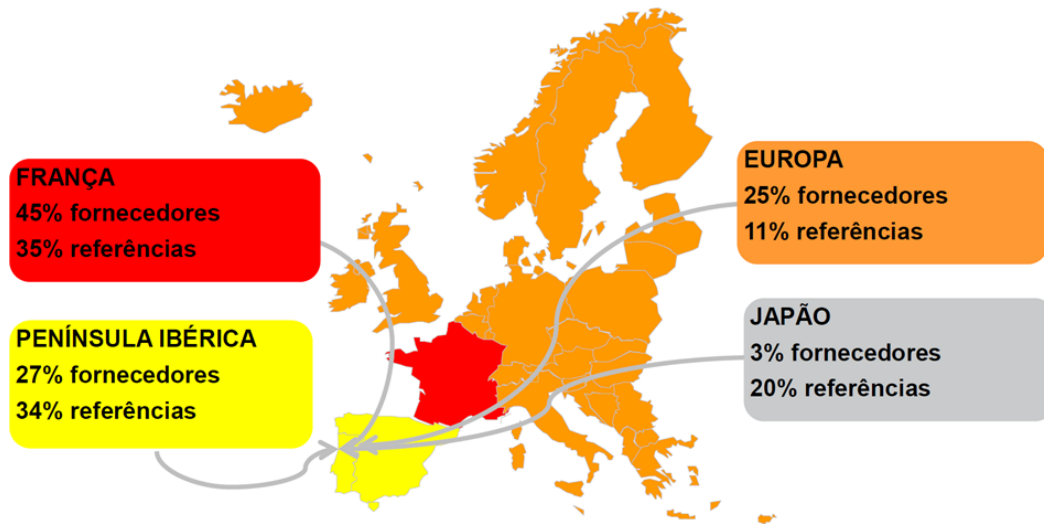 FRANÇA
45% fornecedores
35% referências
PENÍNSULA IBÉRICA
27% fornecedores
34% referências
EUROPA
25% fornecedores
11% referências
JAPÃO
3% fornecedores
20% referências